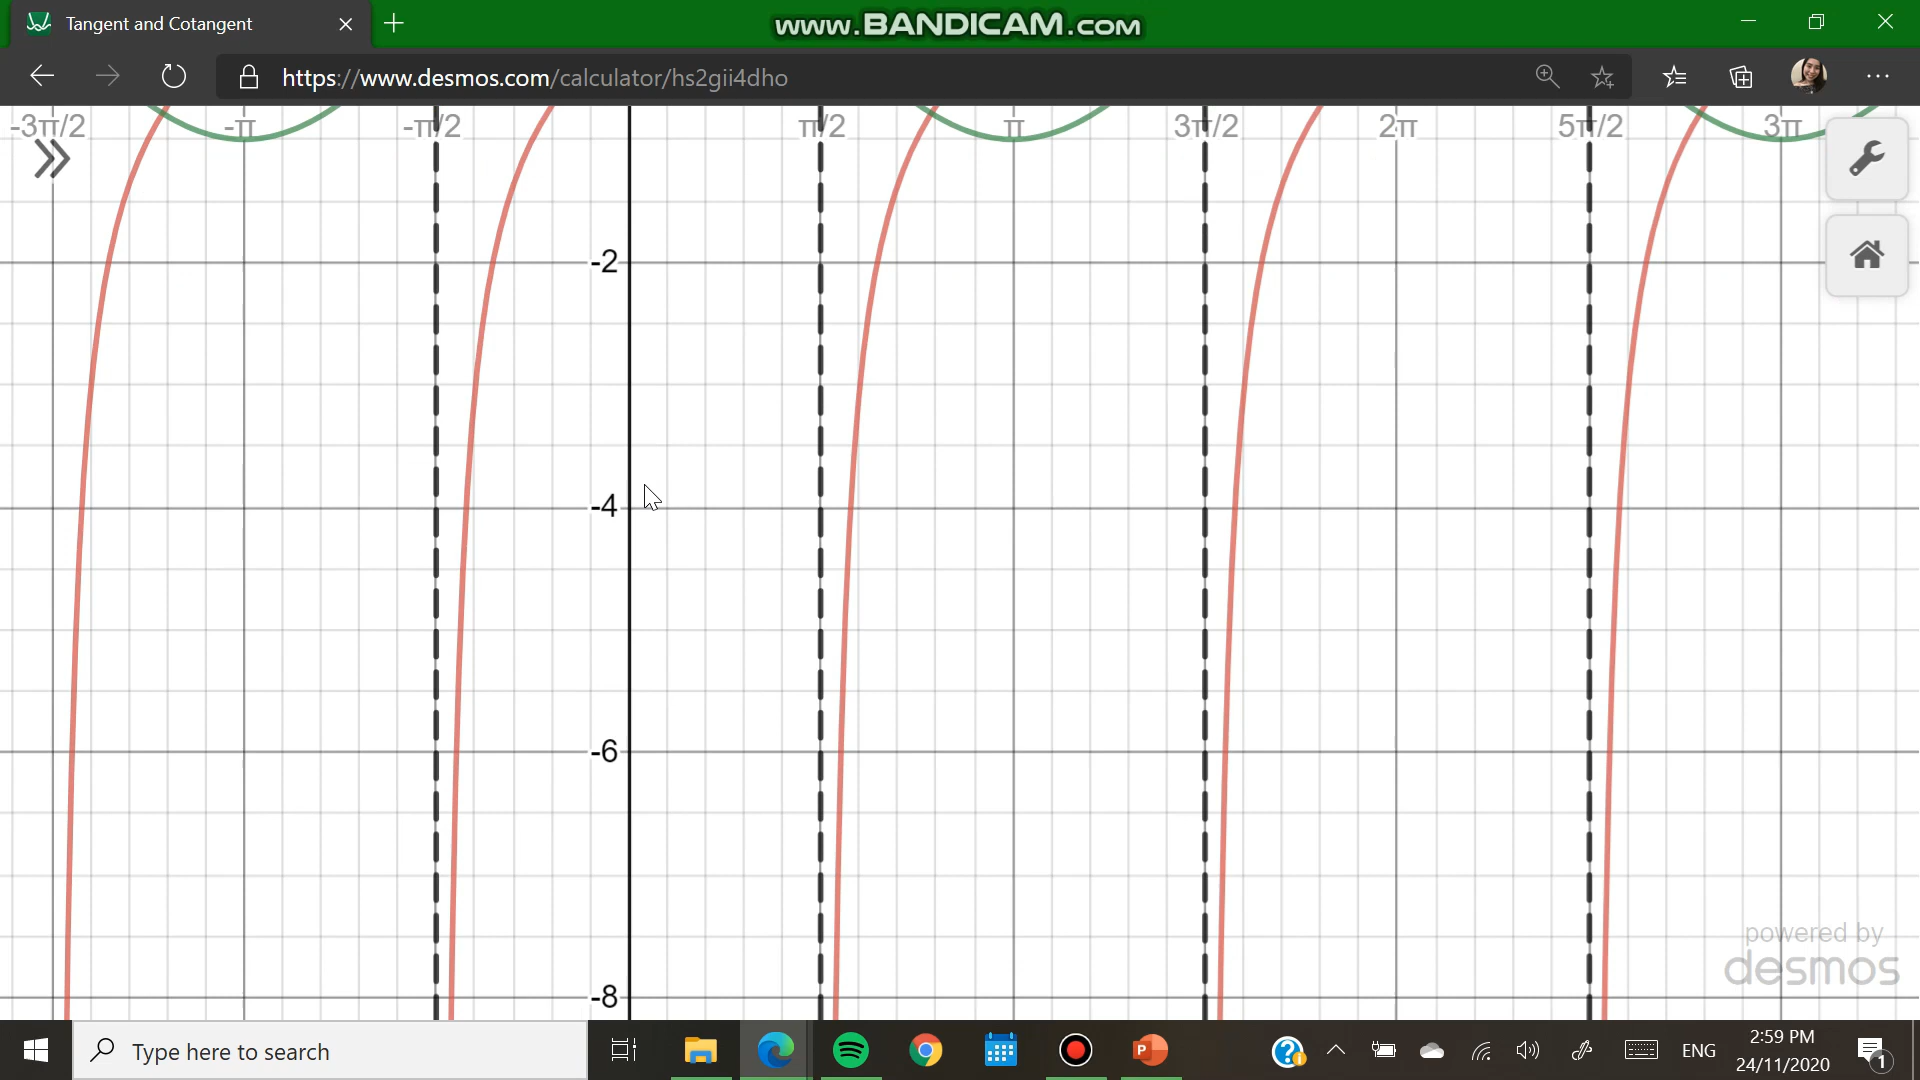 Tangent and Cotangent
www.BANDICAM.com
https://www.desmos.com/calculator/hs2gii4dho
-3π/2 -π -π/2 π/2 π 3π/2 2π 5π/2 3π
-2
-4
-6
-8
powered by
desmos
Type here to search
P
ENG
2:59 PM
24/11/2020
1